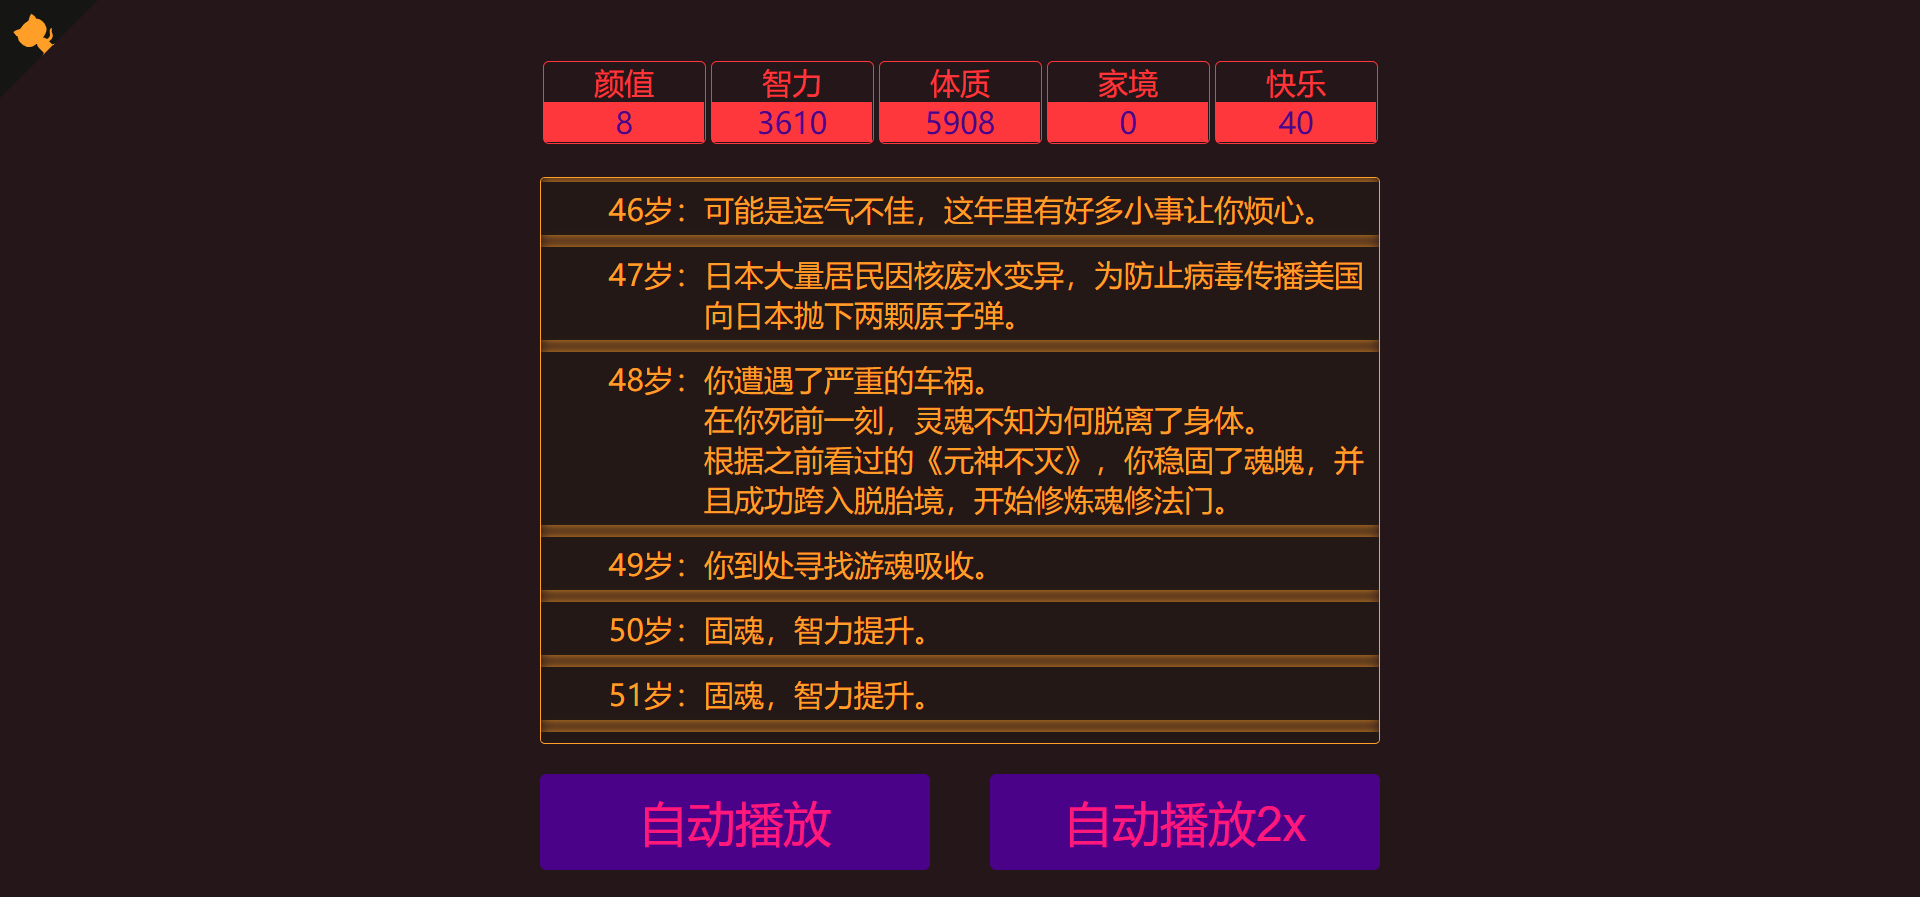 颜值 智力 体质 家境 快乐
8 3610 5908 0 40
46岁：可能是运气不佳，这年里有好多小事让你烦心。
47岁：日本大量居民因核废水变异，为防止病毒传播美国
向日本抛下两颗原子弹。
48岁：你遭遇了严重的车祸。
在你死前一刻，灵魂不知为何脱离了身体。
根据之前看过的《元神不灭》，你稳固了魂魄，并
且成功跨入脱胎境，开始修炼魂修法门。
49岁：你到处寻找游魂吸收。
50岁：固魂，智力提升。
51岁：固魂，智力提升。
自动播放 自动播放2x